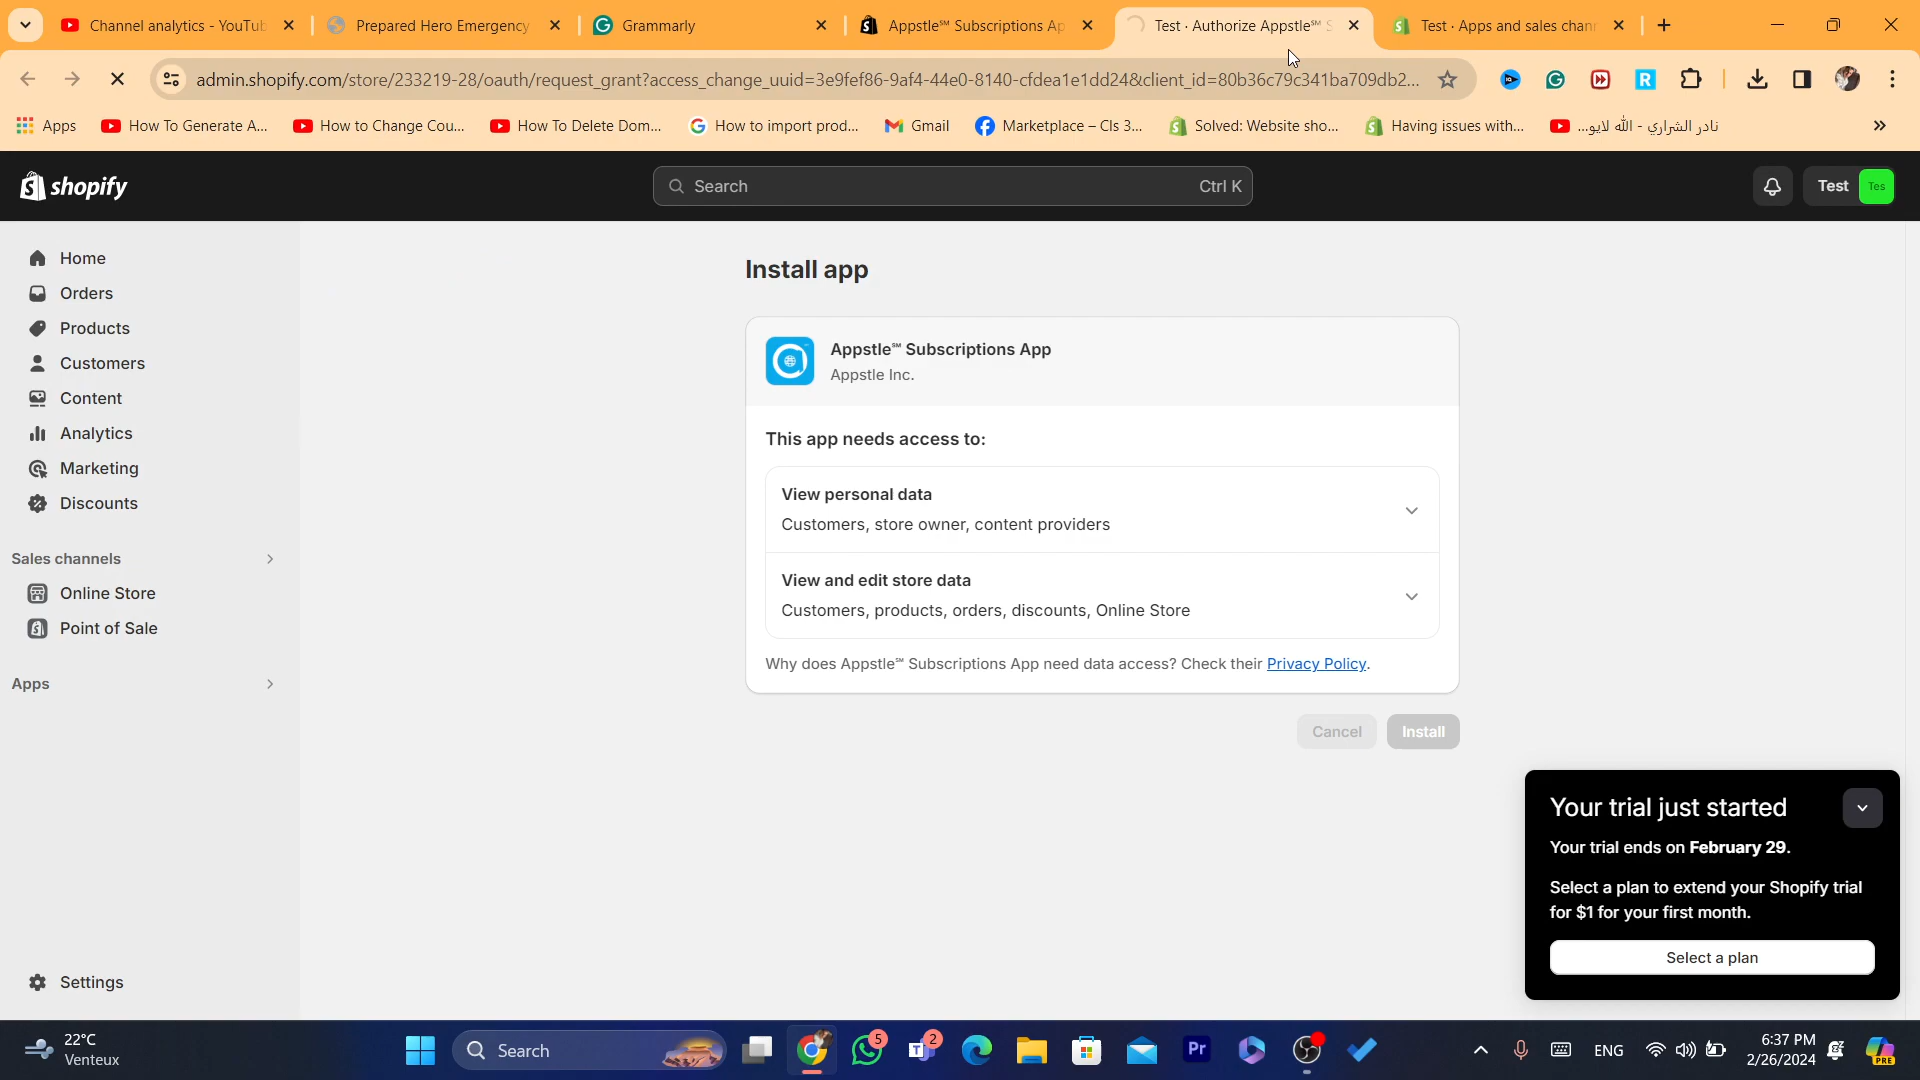 Channel analytics - YouTub
Prepared Hero Emergency
Grammarly
Appstle℠ Subscriptions Ap
Test · Authorize Appstle℠ S
Test · Apps and sales chann
admin.shopify.com/store/233219-28/oauth/request_grant?access_change_uuid=3e9fef86-9af4-44e0-8140-cfdea1e1dd24&client_id=80b36c79c341ba709db2...
Apps
How To Generate A...
How to Change Cou...
How To Delete Dom...
How to import prod...
Gmail
Marketplace – Cls 3...
Solved: Website sho...
Having issues with...
نادر الشراري - الله لايو...
shopify
Search
Ctrl K
Test
Tes
Home
Orders
Products
Customers
Content
Analytics
Marketing
Discounts
Sales channels
Online Store
Point of Sale
Apps
Settings
Install app
Appstle℠ Subscriptions App
Appstle Inc.
This app needs access to:
View personal data
Customers, store owner, content providers
View and edit store data
Customers, products, orders, discounts, Online Store
Why does Appstle℠ Subscriptions App need data access? Check their Privacy Policy.
Cancel
Install
Your trial just started
Your trial ends on February 29.
Select a plan to extend your Shopify trial
for $1 for your first month.
Select a plan
22°C
Venteux
Search
5
2
Pr
ENG
6:37 PM
2/26/2024
PRE